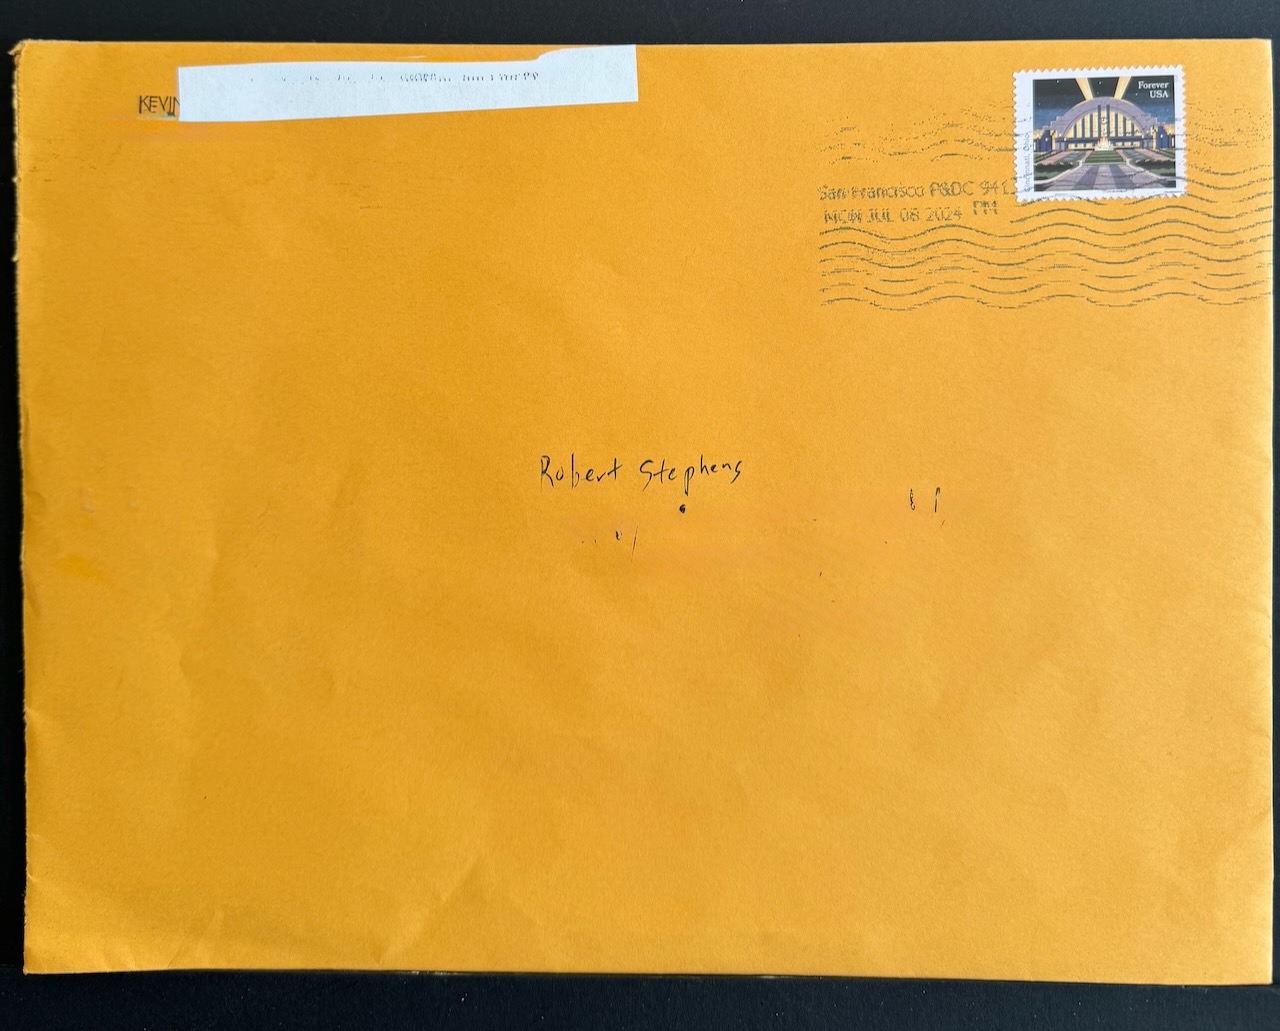 KEVIN
Forever
USA
San Francisco P&DC 941
MON JUL 08 2024 PM
Robert Stephens